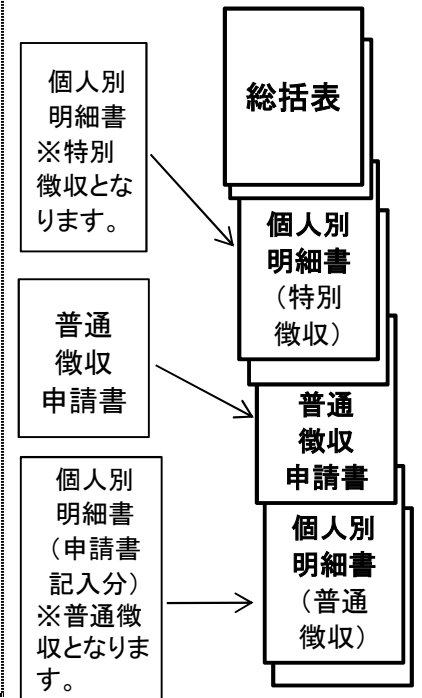 総括表
個人別
明細書
※特別
徴収とな
ります。
個人別
明細書
（特別
徴収）
普通
徴収
申請書
普通
徴収
申請書
個人別
明細書
（申請書
記入分）
※普通徴
収となりま
す。
個人別
明細書
（普通
徴収）